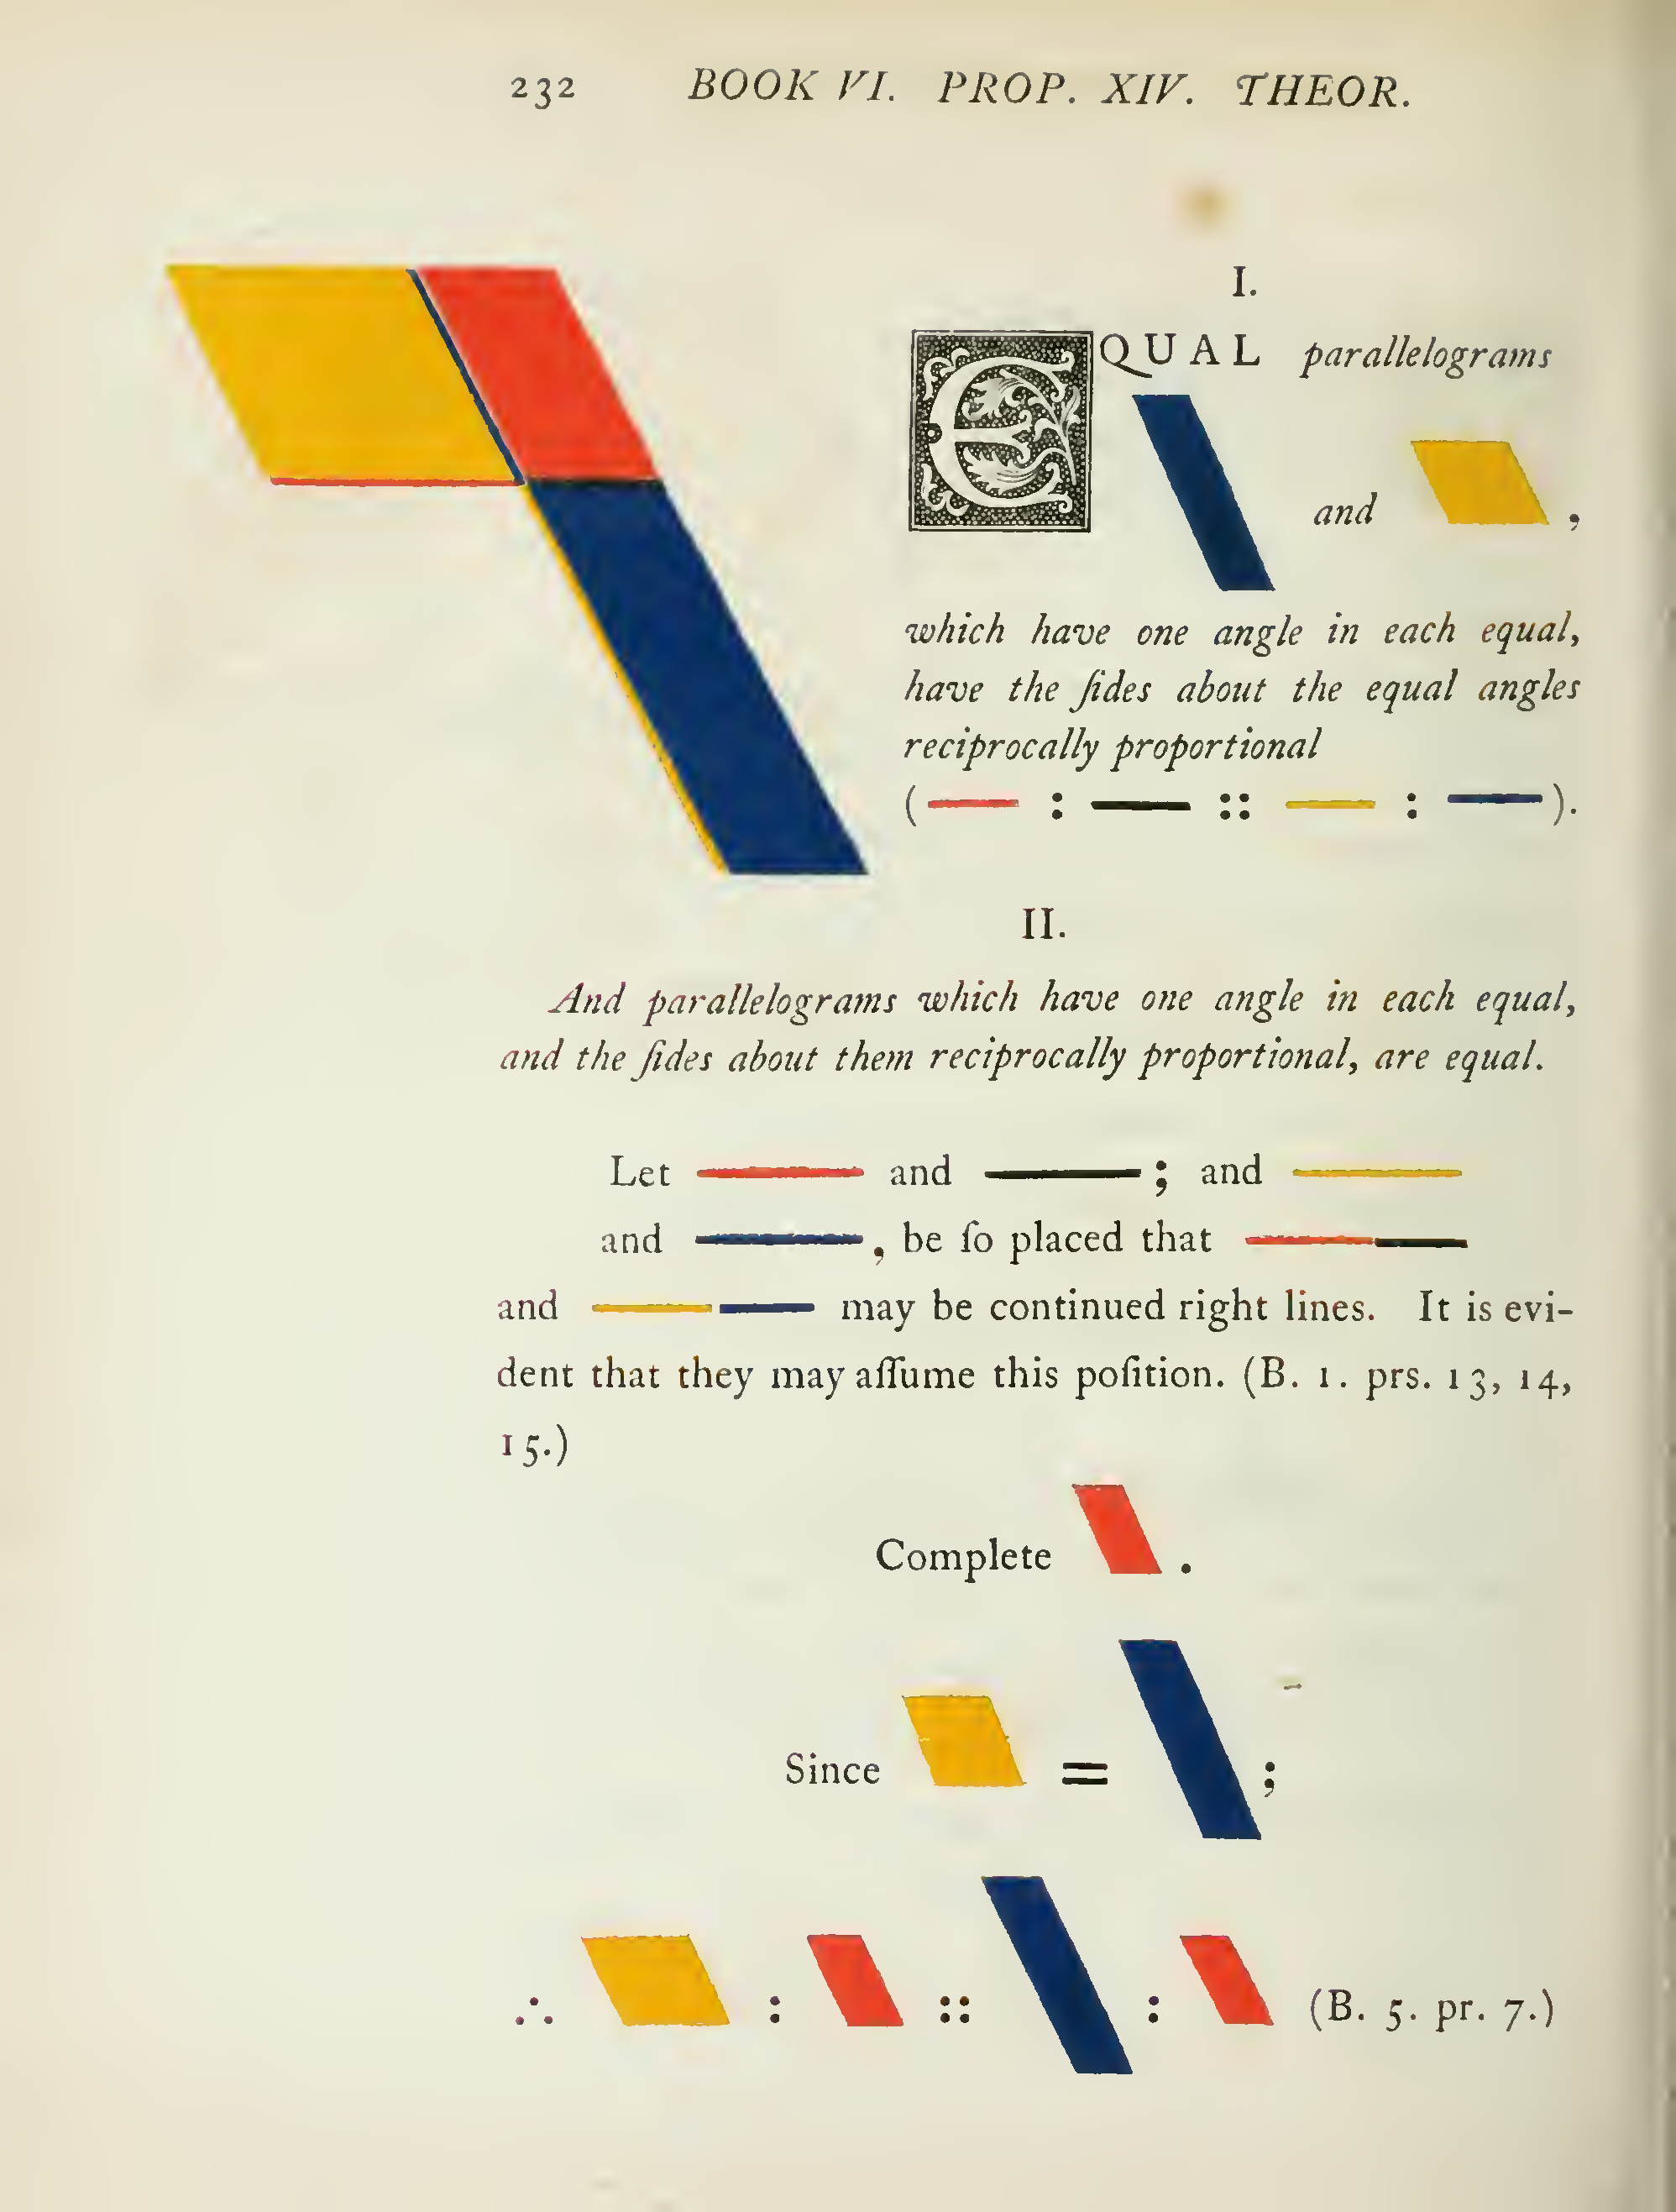 232 BOOK VI. PROP. XIV. THEOR.
I.
EQUAL parallelograms
and ,
which have one angle in each equal,
have the ſides about the equal angles
reciprocally proportional
( : :: : ).
II.
And parallelograms which have one angle in each equal,
and the ſides about them reciprocally proportional, are equal.
Let and ; and
and , be ſo placed that
and may be continued right lines. It is evi-
dent that they may aſſume this poſition. (B. 1. prs. 13, 14,
15.)
Complete .
Since = ;
∴ : :: : (B. 5. pr. 7.)